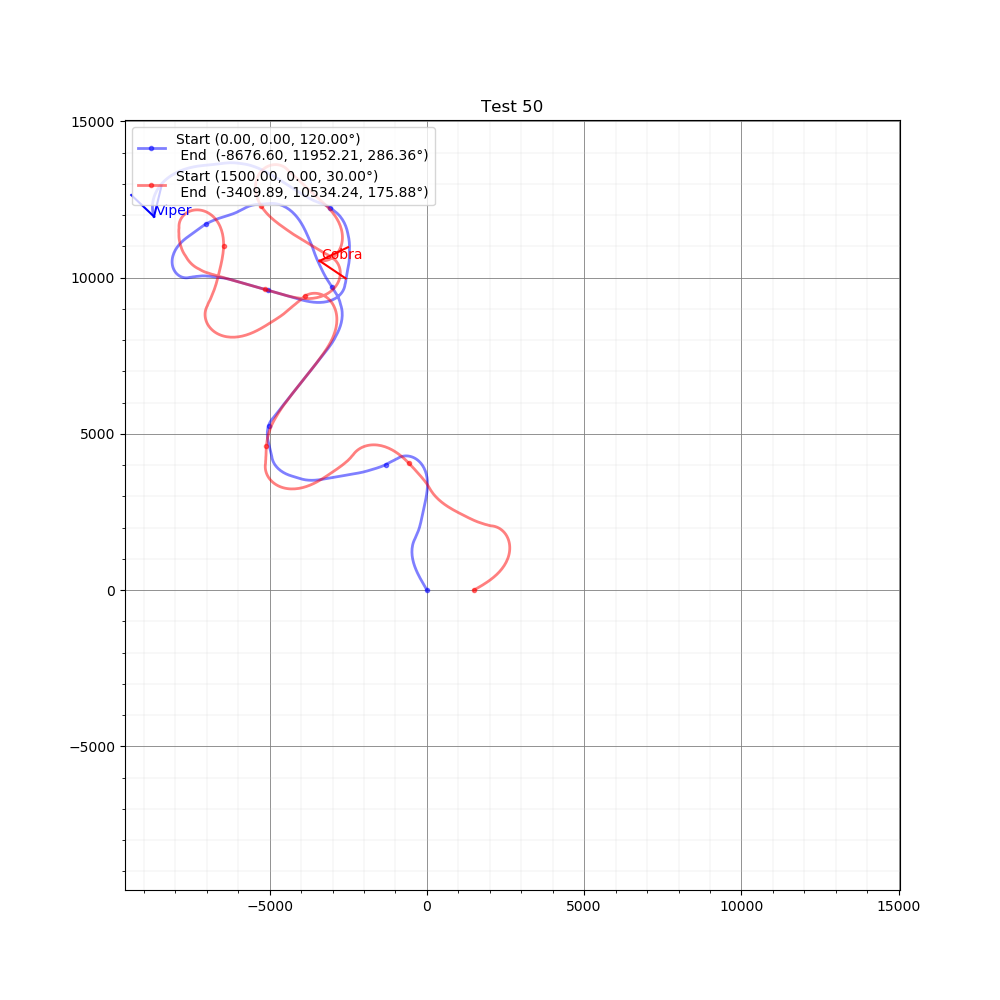 Test 50
15000
Start (0.00, 0.00, 120.00°)
End (-8676.60, 11952.21, 286.36°)
Start (1500.00, 0.00, 30.00°)
End (-3409.89, 10534.24, 175.88°)
Viper
Cobra
10000
5000
0
−5000
−5000 0 5000 10000 15000